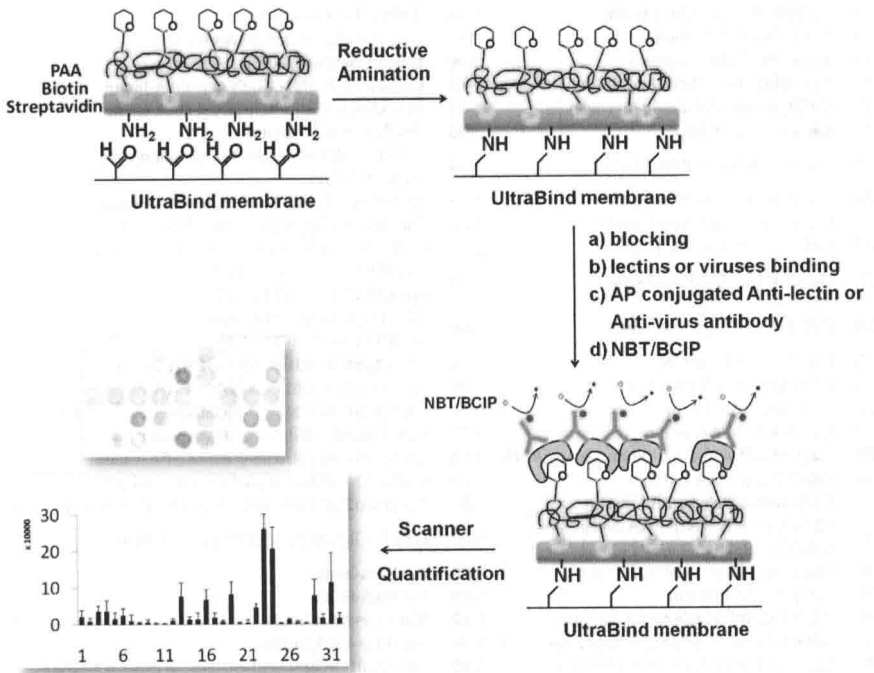 PAA
Biotin
Streptavidin
NH₂ NH₂ NH₂ NH₂
H O H O H O H O
UltraBind membrane
Reductive
Amination
NH NH NH NH
UltraBind membrane
a) blocking
b) lectins or viruses binding
c) AP conjugated Anti-lectin or
Anti-virus antibody
d) NBT/BCIP
NBT/BCIP
NH NH NH NH
UltraBind membrane
Scanner
Quantification
x10000
30
20
10
0
1 6 11 16 21 26 31